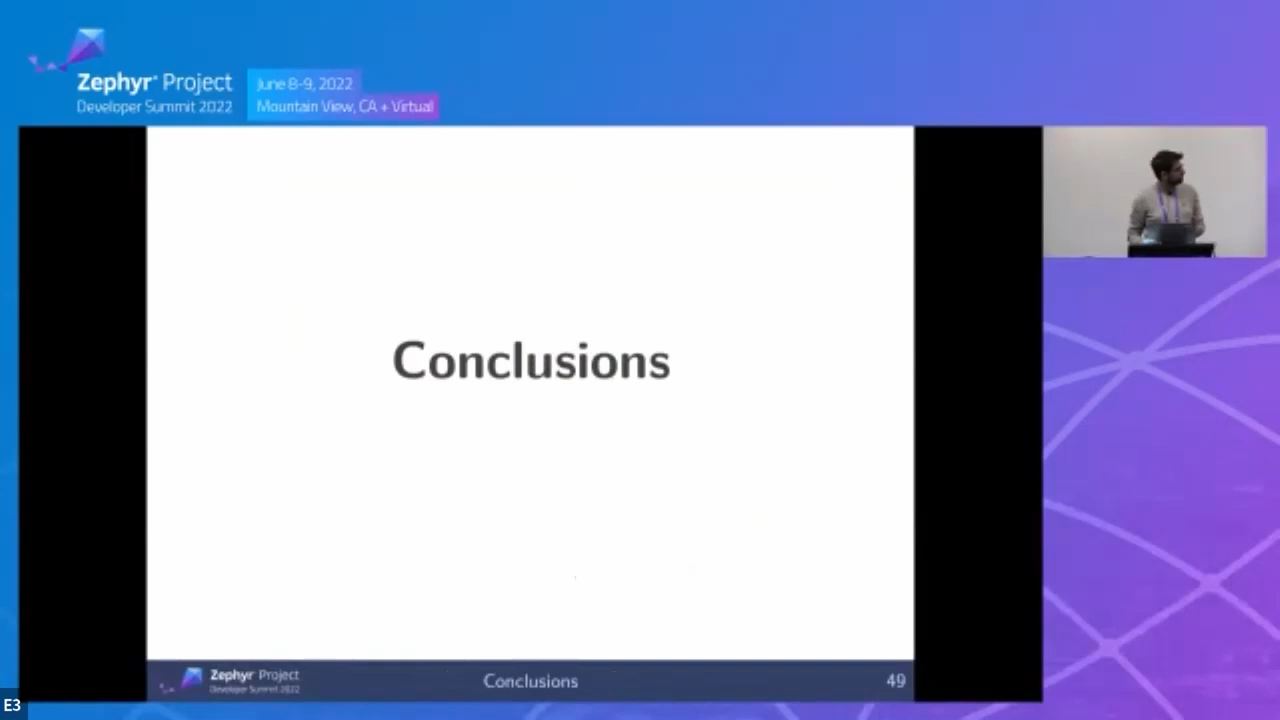 Zephyr® Project
Developer Summit 2022
June 8-9, 2022
Mountain View, CA + Virtual
Conclusions
Zephyr® Project
Developer Summit 2022
Conclusions
49
E3